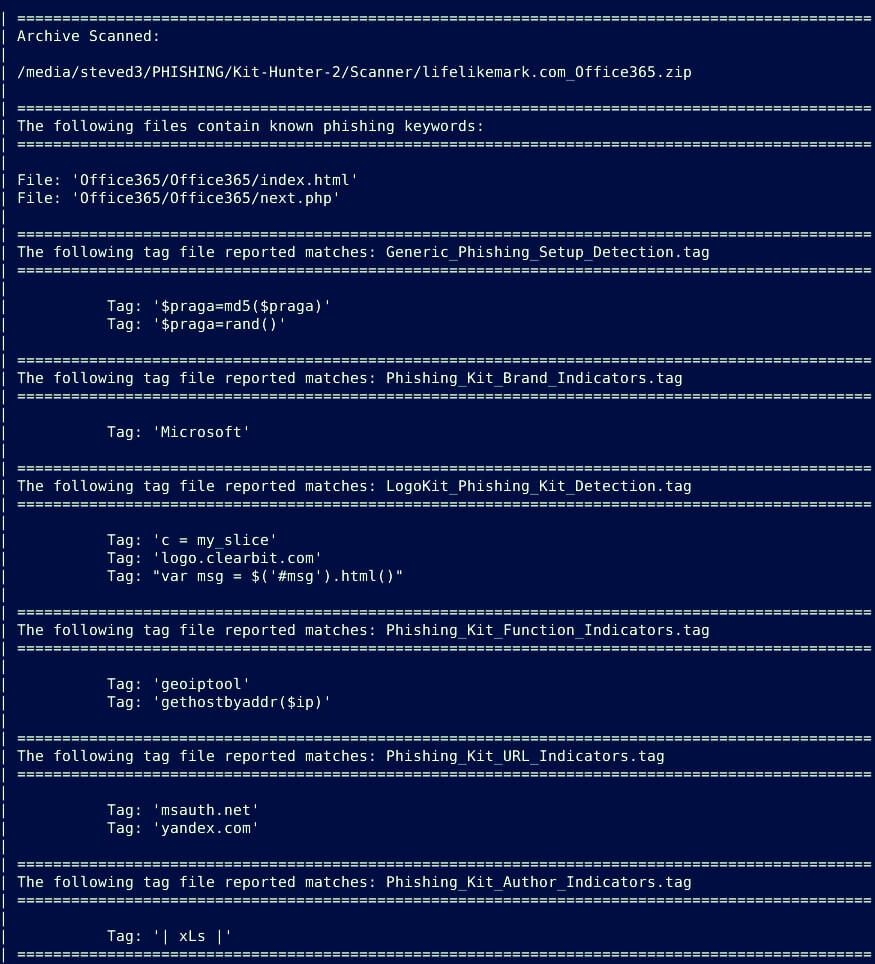 | ===============================================================================================
| Archive Scanned:
|
| /media/steved3/PHISHING/Kit-Hunter-2/Scanner/lifelikemark.com_Office365.zip
|
| ===============================================================================================
| The following files contain known phishing keywords:
| ===============================================================================================
|
| File: 'Office365/Office365/index.html'
| File: 'Office365/Office365/next.php'
|
| ===============================================================================================
| The following tag file reported matches: Generic_Phishing_Setup_Detection.tag
| ===============================================================================================
|
| Tag: '$praga=md5($praga)'
| Tag: '$praga=rand()'
|
| ===============================================================================================
| The following tag file reported matches: Phishing_Kit_Brand_Indicators.tag
| ===============================================================================================
|
| Tag: 'Microsoft'
|
| ===============================================================================================
| The following tag file reported matches: LogoKit_Phishing_Kit_Detection.tag
| ===============================================================================================
|
| Tag: 'c = my_slice'
| Tag: 'logo.clearbit.com'
| Tag: "var msg = $('#msg').html()"
|
| ===============================================================================================
| The following tag file reported matches: Phishing_Kit_Function_Indicators.tag
| ===============================================================================================
|
| Tag: 'geoiptool'
| Tag: 'gethostbyaddr($ip)'
|
| ===============================================================================================
| The following tag file reported matches: Phishing_Kit_URL_Indicators.tag
| ===============================================================================================
|
| Tag: 'msauth.net'
| Tag: 'yandex.com'
|
| ===============================================================================================
| The following tag file reported matches: Phishing_Kit_Author_Indicators.tag
| ===============================================================================================
|
| Tag: '| xLs |'
| ===============================================================================================